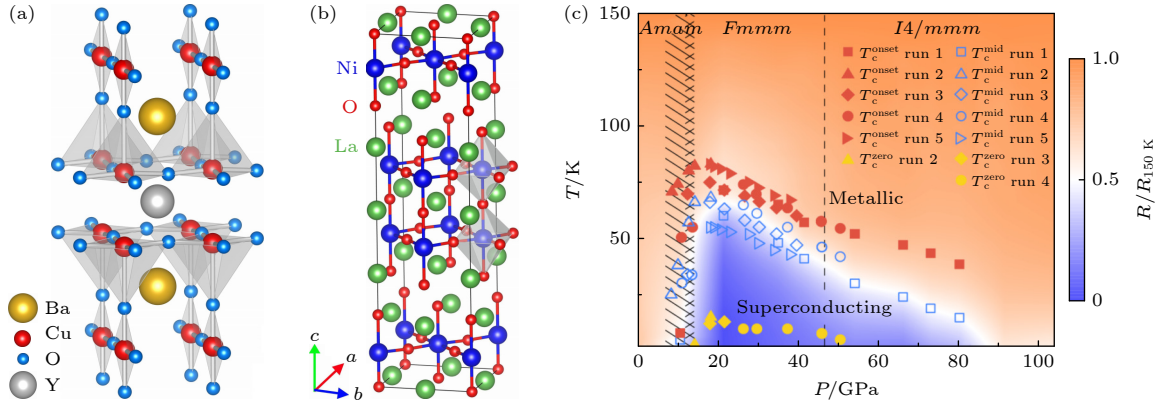 (a)
Ba
Cu
O
Y
(b)
Ni
O
La
c
a
b
(c)
150
100
50
0
T/K
Amam
Fmmm
I4/mmm
T_c^onset run 1
T_c^onset run 2
T_c^onset run 3
T_c^onset run 4
T_c^onset run 5
T_c^zero run 2
T_c^mid run 1
T_c^mid run 2
T_c^mid run 3
T_c^mid run 4
T_c^mid run 5
T_c^zero run 3
T_c^zero run 4
Metallic
Superconducting
0 20 40 60 80 100
P/GPa
1.0
0.5
0
R/R_150 K